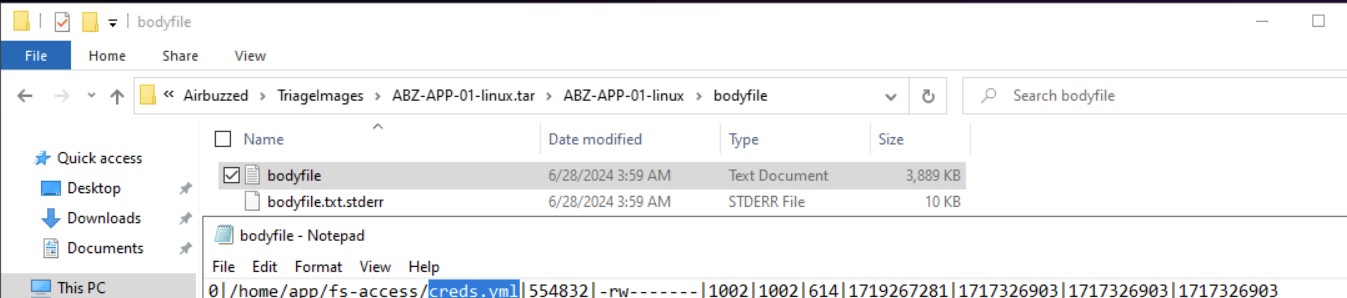 bodyfile
File Home Share View
« Airbuzzed > TriageImages > ABZ-APP-01-linux.tar > ABZ-APP-01-linux > bodyfile Search bodyfile
Name Date modified Type Size
Quick access
Desktop
Downloads
Documents
This PC
bodyfile 6/28/2024 3:59 AM Text Document 3,889 KB
bodyfile.txt.stderr 6/28/2024 3:59 AM STDERR File 10 KB
bodyfile - Notepad
File Edit Format View Help
0|/home/app/fs-access/creds.yml|554832|-rw-------|1002|1002|614|1719267281|1717326903|1717326903|1717326903